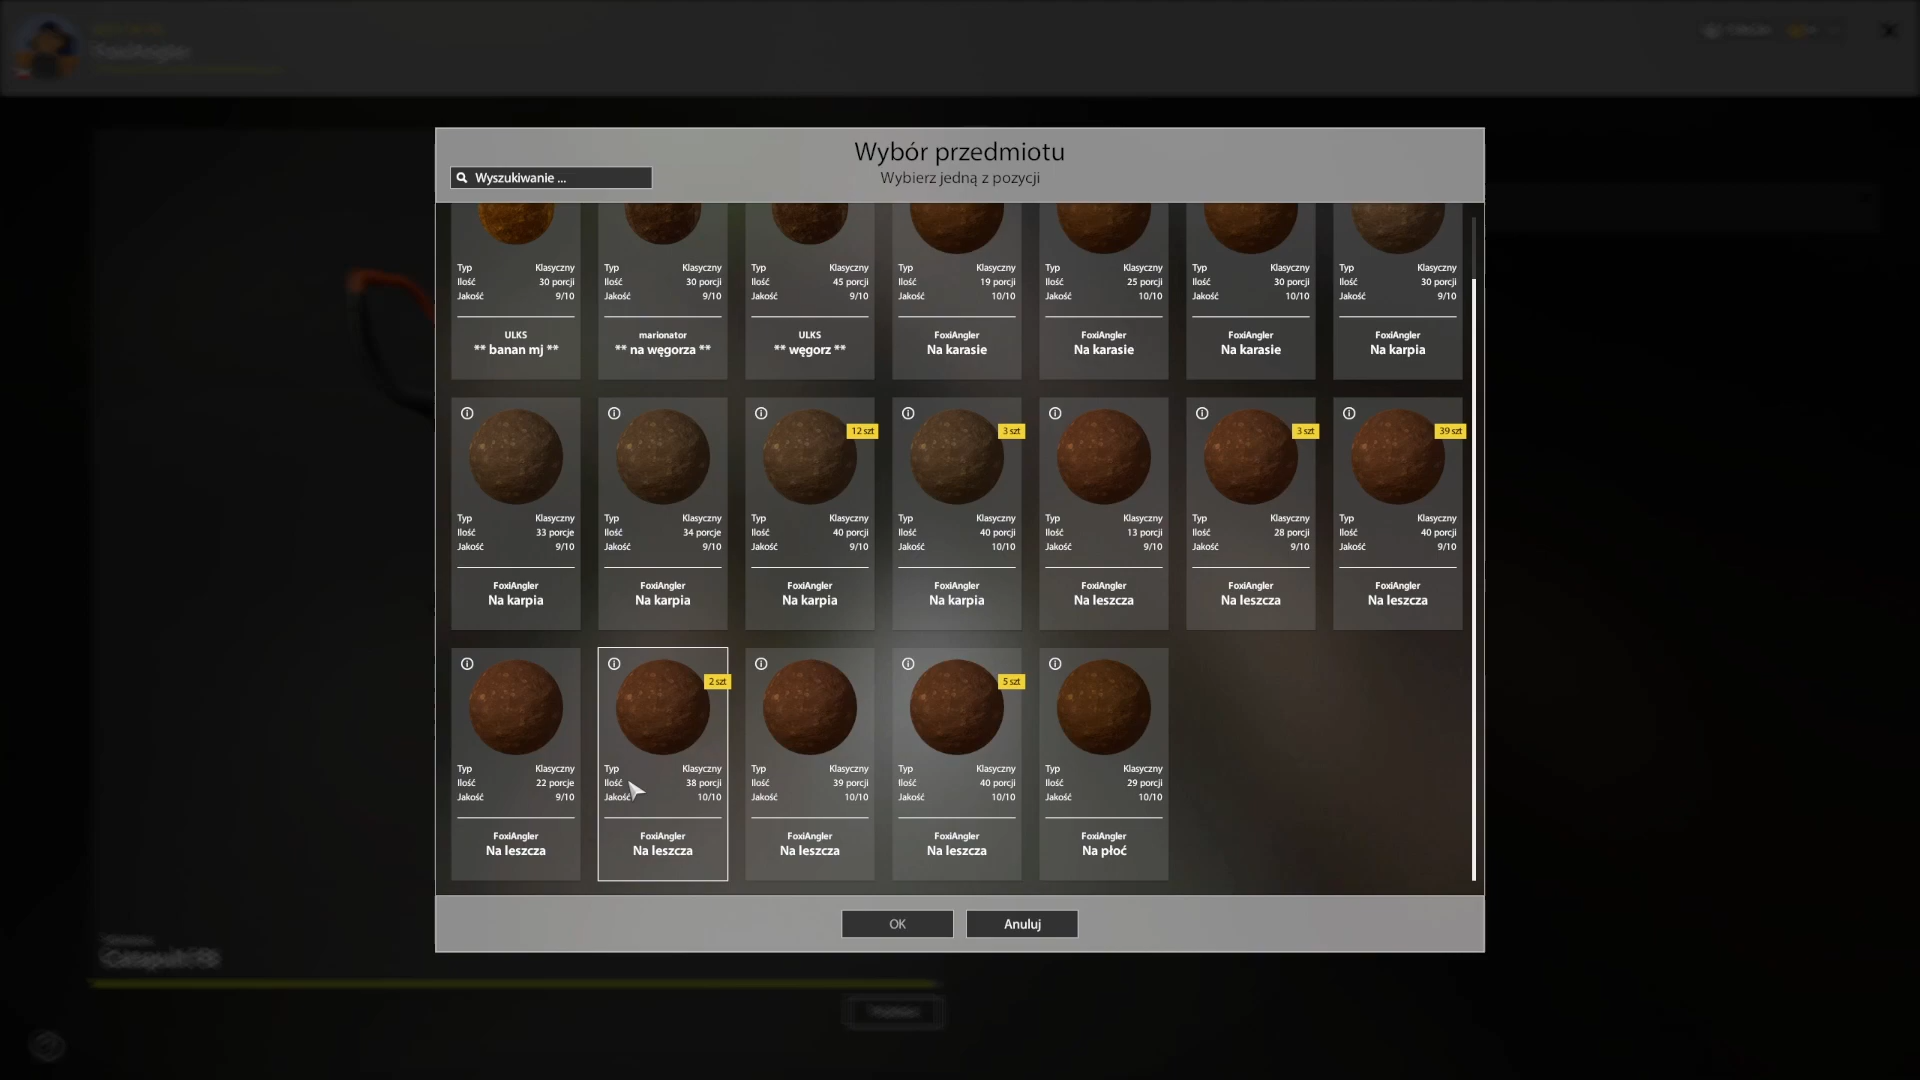 FoxiAngler
Wybór przedmiotu
Wyszukiwanie ...
Wybierz jedną z pozycji
Typ Klasyczny
Ilość 30 porcji
Jakość 9/10
ULKS
** banan mj **
Typ Klasyczny
Ilość 30 porcji
Jakość 9/10
marionator
** na węgorza **
Typ Klasyczny
Ilość 45 porcji
Jakość 9/10
ULKS
** węgorz **
Typ Klasyczny
Ilość 19 porcji
Jakość 10/10
FoxiAngler
Na karasie
Typ Klasyczny
Ilość 25 porcji
Jakość 10/10
FoxiAngler
Na karasie
Typ Klasyczny
Ilość 30 porcji
Jakość 10/10
FoxiAngler
Na karasie
Typ Klasyczny
Ilość 30 porcji
Jakość 9/10
FoxiAngler
Na karpia
Typ Klasyczny
Ilość 33 porcje
Jakość 9/10
FoxiAngler
Na karpia
Typ Klasyczny
Ilość 34 porcje
Jakość 9/10
FoxiAngler
Na karpia
12 szt
Typ Klasyczny
Ilość 40 porcji
Jakość 9/10
FoxiAngler
Na karpia
3 szt
Typ Klasyczny
Ilość 40 porcji
Jakość 10/10
FoxiAngler
Na karpia
Typ Klasyczny
Ilość 13 porcji
Jakość 9/10
FoxiAngler
Na leszcza
3 szt
Typ Klasyczny
Ilość 28 porcji
Jakość 9/10
FoxiAngler
Na leszcza
39 szt
Typ Klasyczny
Ilość 40 porcji
Jakość 9/10
FoxiAngler
Na leszcza
Typ Klasyczny
Ilość 22 porcje
Jakość 9/10
FoxiAngler
Na leszcza
2 szt
Typ Klasyczny
Ilość 38 porcji
Jakość 10/10
FoxiAngler
Na leszcza
Typ Klasyczny
Ilość 39 porcji
Jakość 10/10
FoxiAngler
Na leszcza
5 szt
Typ Klasyczny
Ilość 40 porcji
Jakość 10/10
FoxiAngler
Na leszcza
Typ Klasyczny
Ilość 29 porcji
Jakość 10/10
FoxiAngler
Na płoć
OK
Anuluj